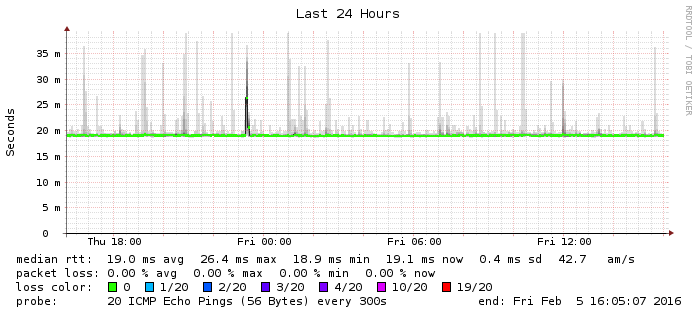 Last 24 Hours
RRDTOOL / TOBI OETIKER
Seconds
35 m
30 m
25 m
20 m
15 m
10 m
5 m
0
Thu 18:00 Fri 00:00 Fri 06:00 Fri 12:00
median rtt: 19.0 ms avg 26.4 ms max 18.9 ms min 19.1 ms now 0.4 ms sd 42.7 am/s
packet loss: 0.00 % avg 0.00 % max 0.00 % min 0.00 % now
loss color: 0 1/20 2/20 3/20 4/20 10/20 19/20
probe: 20 ICMP Echo Pings (56 Bytes) every 300s end: Fri Feb 5 16:05:07 2016